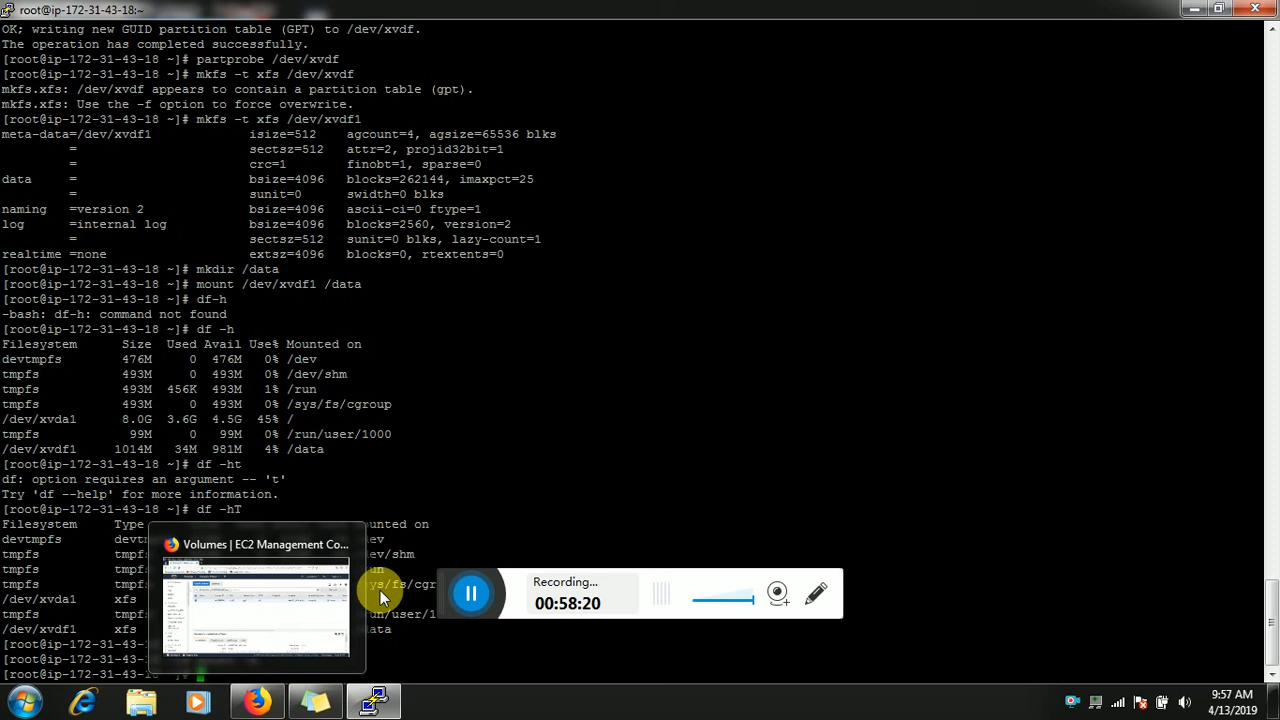 root@ip-172-31-43-18:~
OK; writing new GUID partition table (GPT) to /dev/xvdf.
The operation has completed successfully.
[root@ip-172-31-43-18 ~]# partprobe /dev/xvdf
[root@ip-172-31-43-18 ~]# mkfs -t xfs /dev/xvdf
mkfs.xfs: /dev/xvdf appears to contain a partition table (gpt).
mkfs.xfs: Use the -f option to force overwrite.
[root@ip-172-31-43-18 ~]# mkfs -t xfs /dev/xvdf1
meta-data=/dev/xvdf1 isize=512 agcount=4, agsize=65536 blks
= sectsz=512 attr=2, projid32bit=1
= crc=1 finobt=1, sparse=0
data = bsize=4096 blocks=262144, imaxpct=25
= sunit=0 swidth=0 blks
naming =version 2 bsize=4096 ascii-ci=0 ftype=1
log =internal log bsize=4096 blocks=2560, version=2
= sectsz=512 sunit=0 blks, lazy-count=1
realtime =none extsz=4096 blocks=0, rtextents=0
[root@ip-172-31-43-18 ~]# mkdir /data
[root@ip-172-31-43-18 ~]# mount /dev/xvdf1 /data
[root@ip-172-31-43-18 ~]# df-h
-bash: df-h: command not found
[root@ip-172-31-43-18 ~]# df -h
Filesystem Size Used Avail Use% Mounted on
devtmpfs 476M 0 476M 0% /dev
tmpfs 493M 0 493M 0% /dev/shm
tmpfs 493M 456K 493M 1% /run
tmpfs 493M 0 493M 0% /sys/fs/cgroup
/dev/xvda1 8.0G 3.6G 4.5G 45% /
tmpfs 99M 0 99M 0% /run/user/1000
/dev/xvdf1 1014M 34M 981M 4% /data
[root@ip-172-31-43-18 ~]# df -ht
df: option requires an argument -- 't'
Try 'df --help' for more information.
[root@ip-172-31-43-18 ~]# df -hT
Filesystem Type ounted on
devtmpfs devtm ev
tmpfs tmpf ev/shm
tmpfs tmpf un
tmpfs tmpf ys/fs/cgr
/dev/xvda1 xfs
tmpfs tmpf un/user/1
/dev/xvdf1 xfs
[root@ip-172-31-43-18
[root@ip-172-31-43-18
[root@ip-172-31-43-18 ~]#
Volumes | EC2 Management Co...
Recording...
00:58:20
9:57 AM
4/13/2019